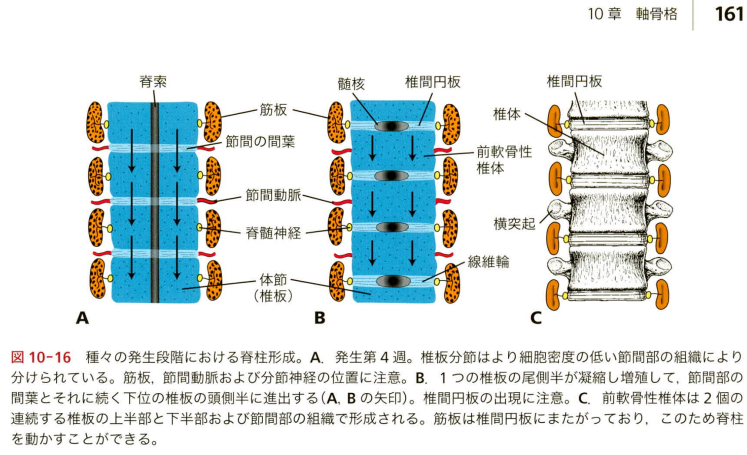 10 章　軸骨格　161
脊索
筋板
節間の間葉
節間動脈
脊髄神経
体節
(椎板)
A
髄核
椎間円板
前軟骨性
椎体
線維輪
B
椎間円板
椎体
横突起
C
図 10-16　種々の発生段階における脊柱形成。A．発生第 4 週。椎板分節はより細胞密度の低い節間部の組織により
分けられている。筋板，節間動脈および分節神経の位置に注意。B．1 つの椎板の尾側半が凝縮し増殖して，節間部の
間葉とそれに続く下位の椎板の頭側半に進出する(A, B の矢印)。椎間円板の出現に注意。C．前軟骨性椎体は 2 個の
連続する椎板の上半部と下半部および節間部の組織で形成される。筋板は椎間円板にまたがっており，このため脊柱
を動かすことができる。